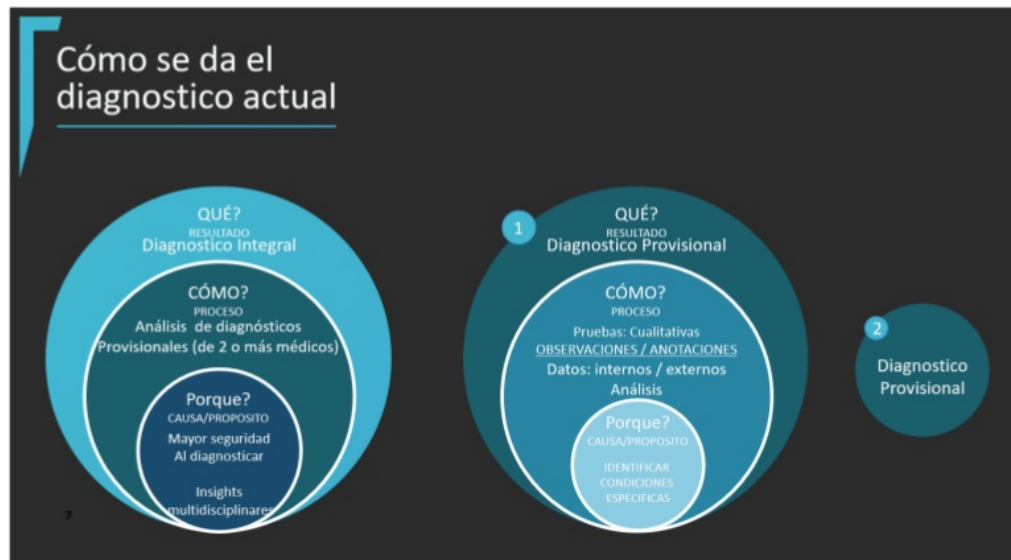 Cómo se da el
diagnostico actual
QUÉ?
RESULTADO
Diagnostico Integral
CÓMO?
PROCESO
Análisis de diagnósticos
Provisionales (de 2 o más médicos)
Porque?
CAUSA/PROPOSITO
Mayor seguridad
Al diagnosticar
Insights
multidisciplinares
1
QUÉ?
RESULTADO
Diagnostico Provisional
CÓMO?
PROCESO
Pruebas: Cualitativas
OBSERVACIONES / ANOTACIONES
Datos: internos / externos
Análisis
Porque?
CAUSA/PROPOSITO
IDENTIFICAR
CONDICIONES
ESPECIFICAS
2
Diagnostico
Provisional
7